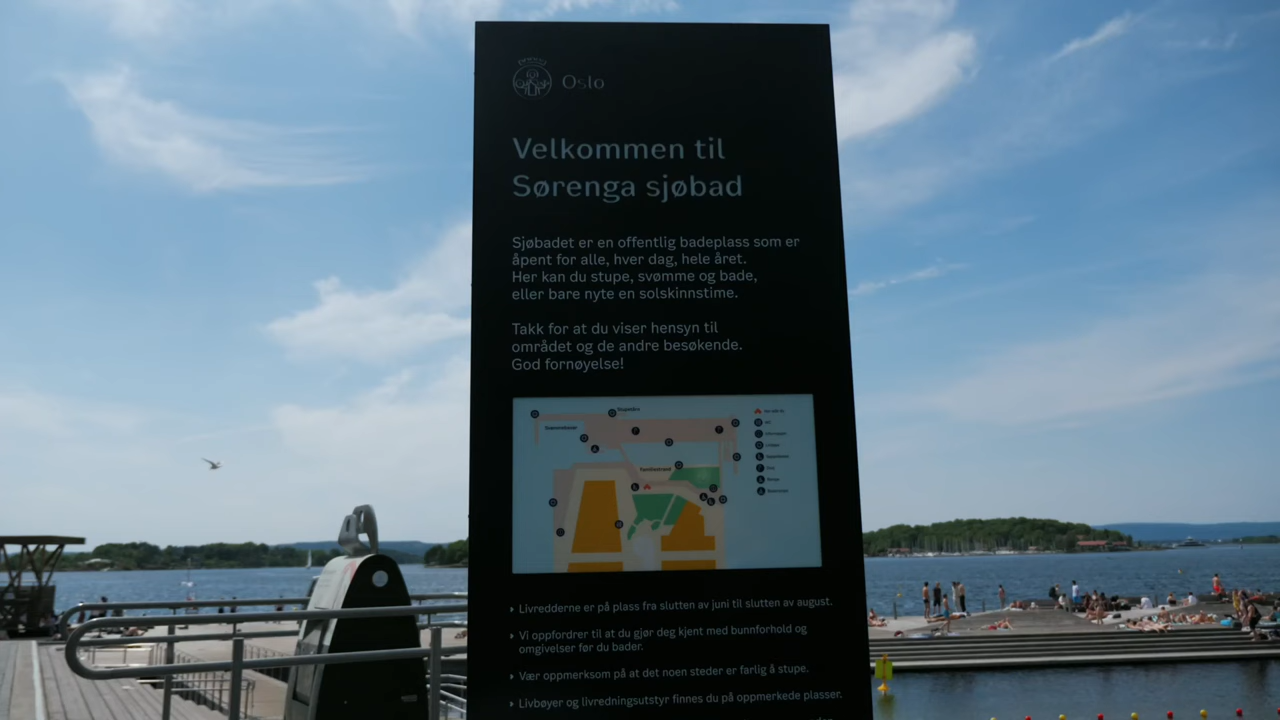 Oslo
Velkommen til
Sørenga sjøbad
Sjøbadet er en offentlig badeplass som er
åpent for alle, hver dag, hele året.
Her kan du stupe, svømme og bade,
eller bare nyte en solskinnstime.
Takk for at du viser hensyn til
området og de andre besøkende.
God fornøyelse!
Stupetårn
Svømmebaner
Familiestrand
Livredderne er på plass fra slutten av juni til slutten av august.
Vi oppfordrer til at du gjør deg kjent med bunnforhold og
omgivelser før du bader.
Vær oppmerksom på at det noen steder er farlig å stupe.
Livbøyer og livredningsutstyr finnes du på oppmerkede plasser.